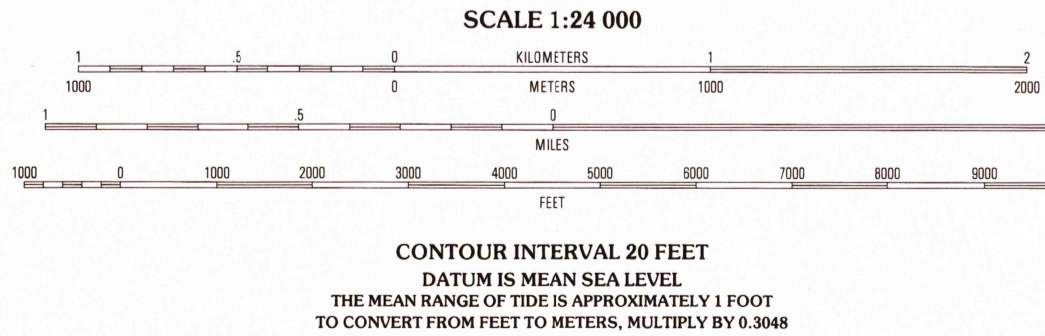 SCALE 1:24 000
1 .5 0 KILOMETERS 1 2
1000 0 METERS 1000 2000
1 .5 0
MILES
1000 0 1000 2000 3000 4000 5000 6000 7000 8000 9000
FEET
CONTOUR INTERVAL 20 FEET
DATUM IS MEAN SEA LEVEL
THE MEAN RANGE OF TIDE IS APPROXIMATELY 1 FOOT
TO CONVERT FROM FEET TO METERS, MULTIPLY BY 0.3048